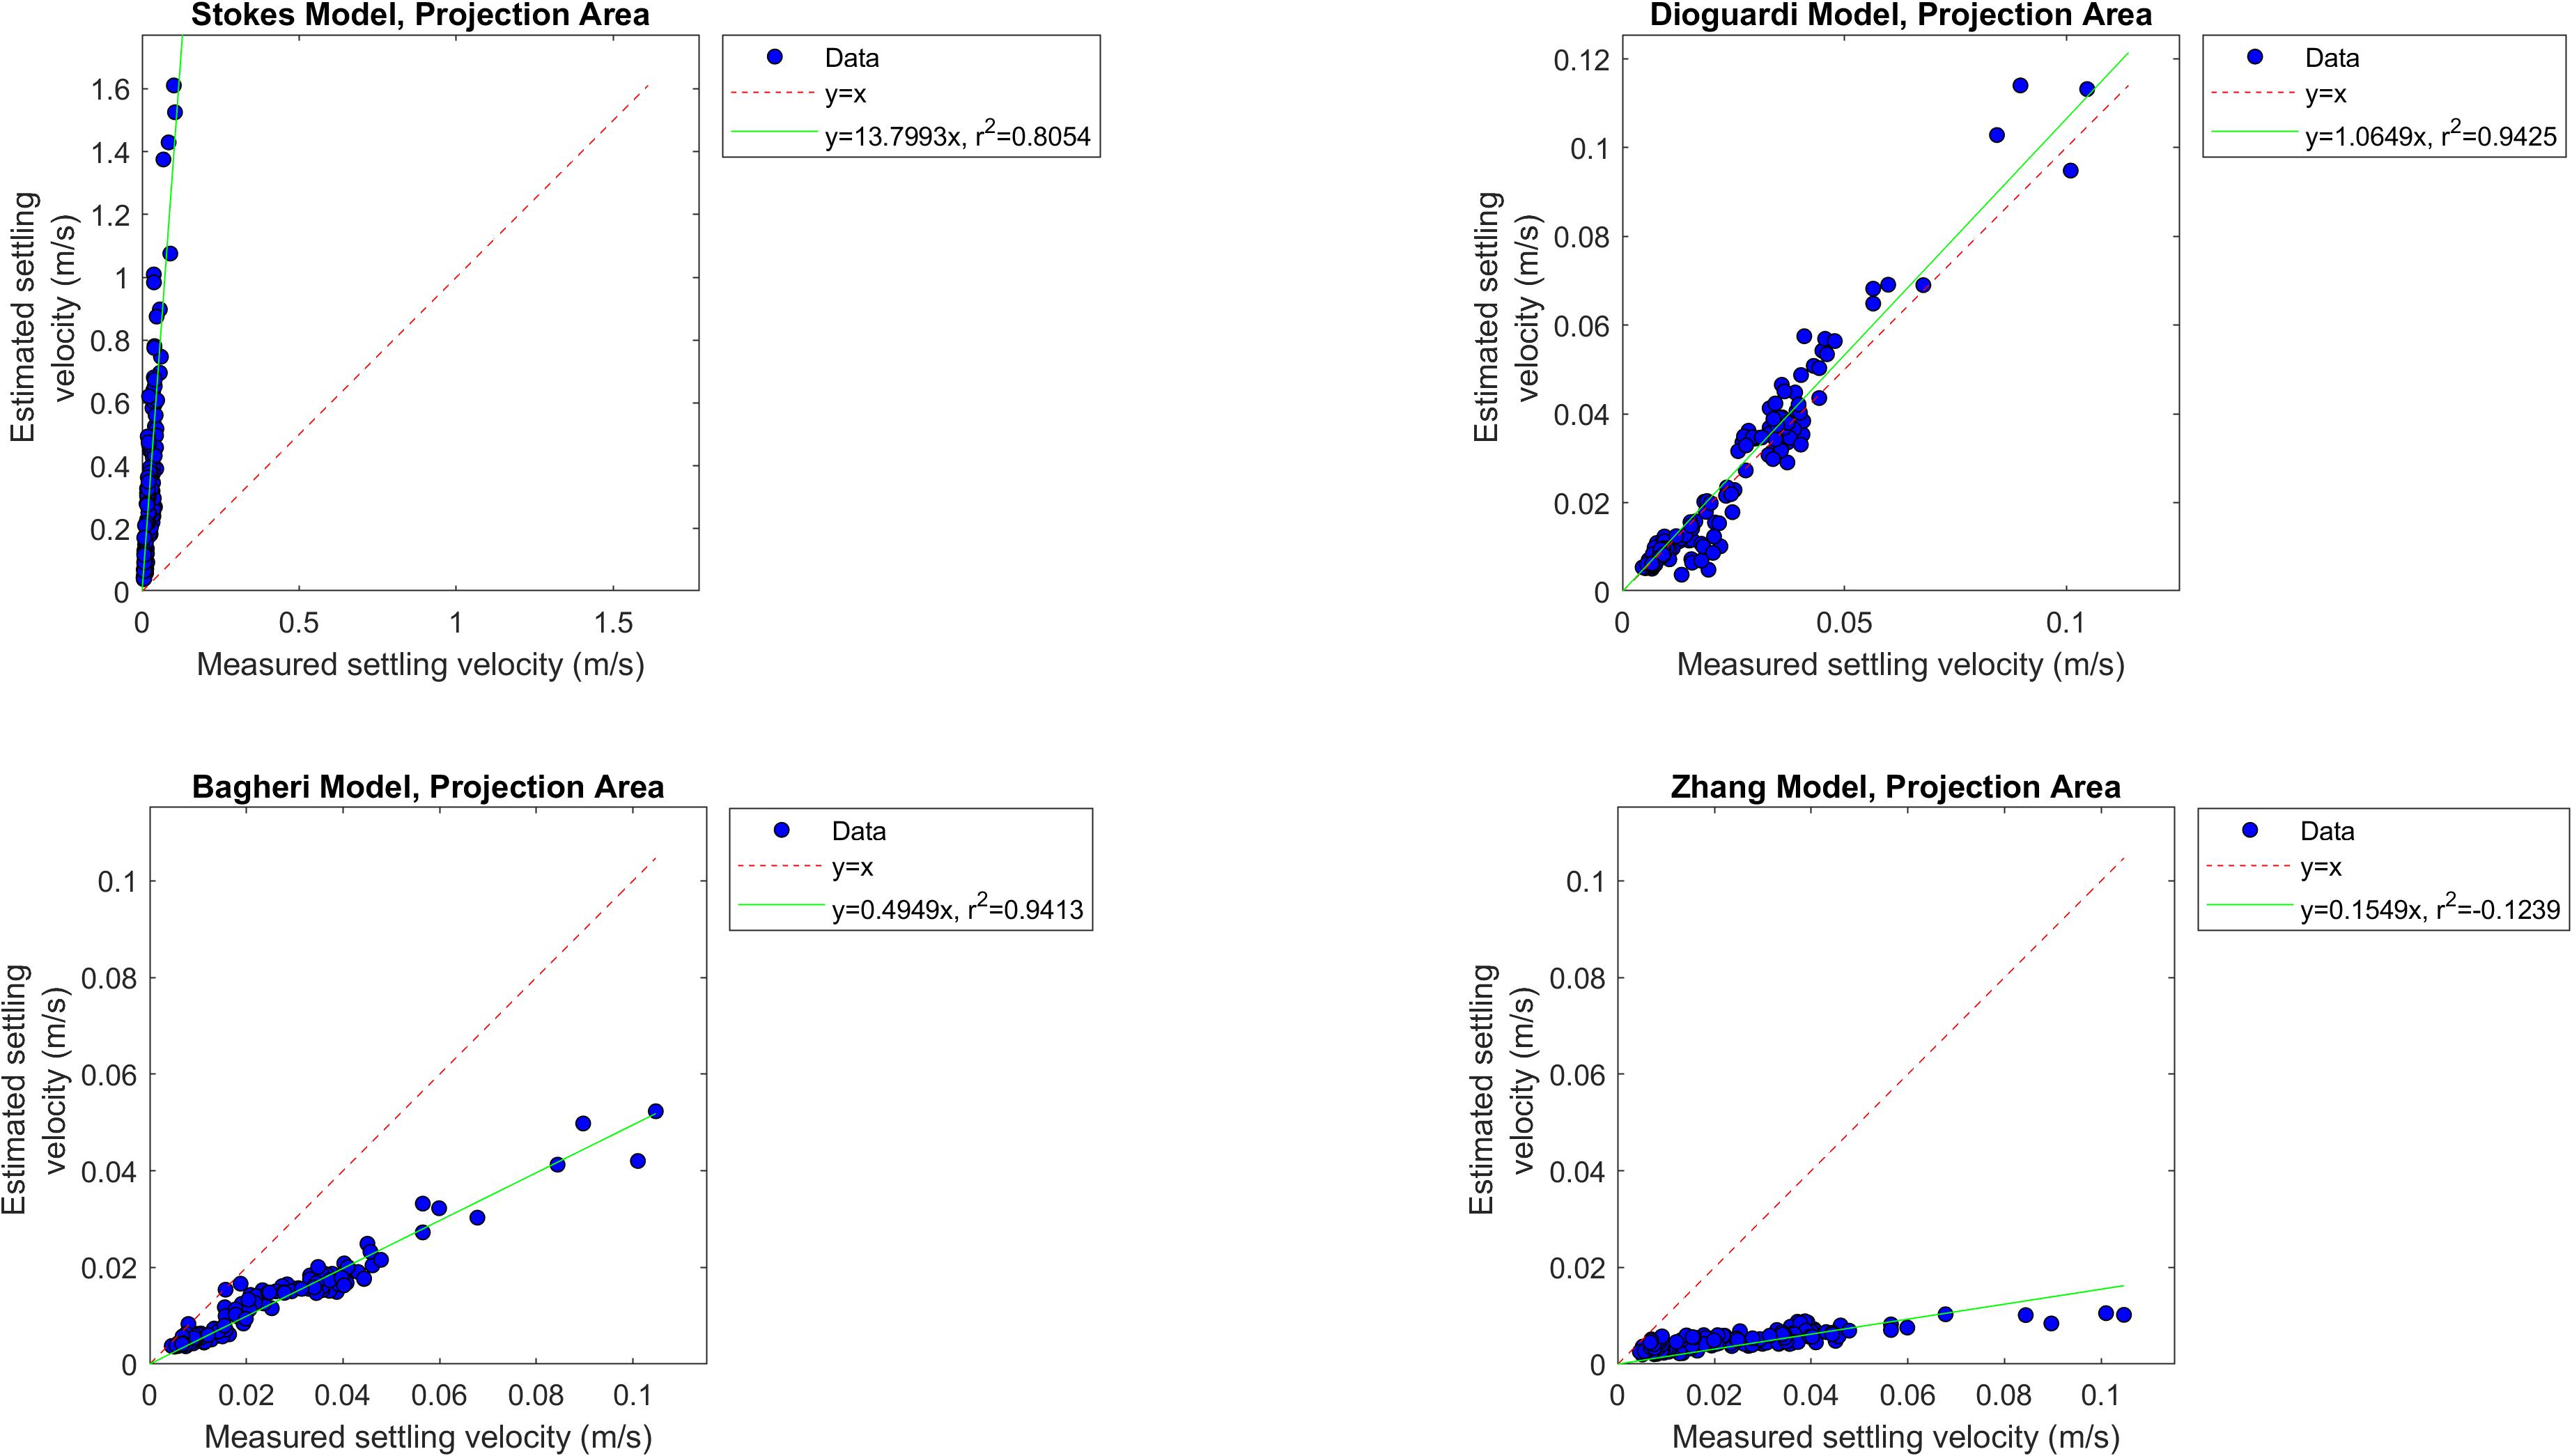 Stokes Model, Projection Area
Estimated settling
velocity (m/s)
1.6
1.4
1.2
1
0.8
0.6
0.4
0.2
0
0 0.5 1 1.5
Measured settling velocity (m/s)
Data
y=x
y=13.7993x, r²=0.8054
Dioguardi Model, Projection Area
Estimated settling
velocity (m/s)
0.12
0.1
0.08
0.06
0.04
0.02
0
0 0.05 0.1
Measured settling velocity (m/s)
Data
y=x
y=1.0649x, r²=0.9425
Bagheri Model, Projection Area
Estimated settling
velocity (m/s)
0.1
0.08
0.06
0.04
0.02
0
0 0.02 0.04 0.06 0.08 0.1
Measured settling velocity (m/s)
Data
y=x
y=0.4949x, r²=0.9413
Zhang Model, Projection Area
Estimated settling
velocity (m/s)
0.1
0.08
0.06
0.04
0.02
0
0 0.02 0.04 0.06 0.08 0.1
Measured settling velocity (m/s)
Data
y=x
y=0.1549x, r²=-0.1239